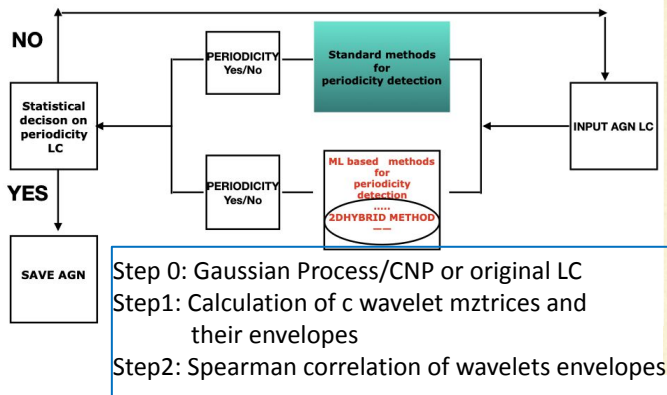 NO
PERIODICITY
Yes/No
Standard methods
for
periodicity detection
Statistical
decison on
periodicity
LC
INPUT AGN LC
YES
PERIODICITY
Yes/No
ML based methods
for
periodicity
detection
.....
2DHYBRID METHOD
——
SAVE AGN
Step 0: Gaussian Process/CNP or original LC
Step1: Calculation of c wavelet mztrices and
their envelopes
Step2: Spearman correlation of wavelets envelopes